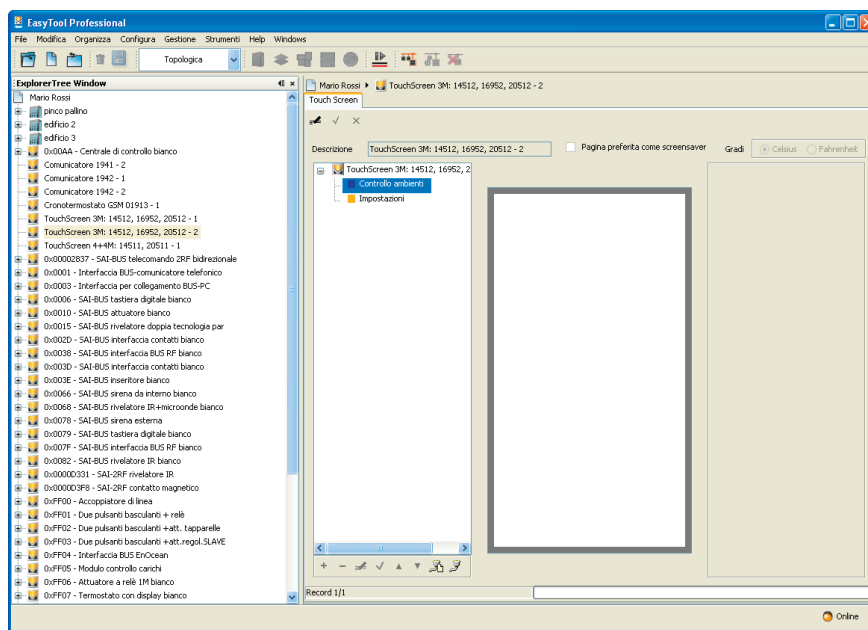 EasyTool Professional
File Modifica Organizza Configura Gestione Strumenti Help Windows
Topologica
ExplorerTree Window
Mario Rossi
pinco pallino
edificio 2
edificio 3
0x00AA - Centrale di controllo bianco
Comunicatore 1941 - 2
Comunicatore 1942 - 1
Comunicatore 1942 - 2
Cronotermostato GSM 01913 - 1
TouchScreen 3M: 14512, 16952, 20512 - 1
TouchScreen 3M: 14512, 16952, 20512 - 2
TouchScreen 4+4M: 14511, 20511 - 1
0x00002837 - SAI-BUS telecomando 2RF bidirezionale
0x0001 - Interfaccia BUS-comunicatore telefonico
0x0003 - Interfaccia per collegamento BUS-PC
0x0006 - SAI-BUS tastiera digitale bianco
0x0010 - SAI-BUS attuatore bianco
0x0015 - SAI-BUS rivelatore doppia tecnologia par
0x002D - SAI-BUS interfaccia contatti bianco
0x0038 - SAI-BUS interfaccia BUS RF bianco
0x003D - SAI-BUS interfaccia contatti bianco
0x003E - SAI-BUS inseritore bianco
0x0066 - SAI-BUS sirena da interno bianco
0x0068 - SAI-BUS rivelatore IR+microonde bianco
0x0078 - SAI-BUS sirena esterna
0x0079 - SAI-BUS tastiera digitale bianco
0x007F - SAI-BUS interfaccia BUS RF bianco
0x0082 - SAI-BUS rivelatore IR bianco
0x0000D331 - SAI-2RF rivelatore IR
0x0000D3F8 - SAI-2RF contatto magnetico
0xFF00 - Accoppiatore di linea
0xFF01 - Due pulsanti basculanti + relè
0xFF02 - Due pulsanti basculanti +att. tapparelle
0xFF03 - Due pulsanti basculanti +att.regol.SLAVE
0xFF04 - Interfaccia BUS EnOcean
0xFF05 - Modulo controllo carichi
0xFF06 - Attuatore a relè 1M bianco
0xFF07 - Termostato con display bianco
Mario Rossi TouchScreen 3M: 14512, 16952, 20512 - 2
Touch Screen
Descrizione TouchScreen 3M: 14512, 16952, 20512 - 2 Pagina preferita come screensaver Gradi Celsius Fahrenheit
TouchScreen 3M: 14512, 16952, 2
Controllo ambienti
Impostazioni
Record 1/1
Online